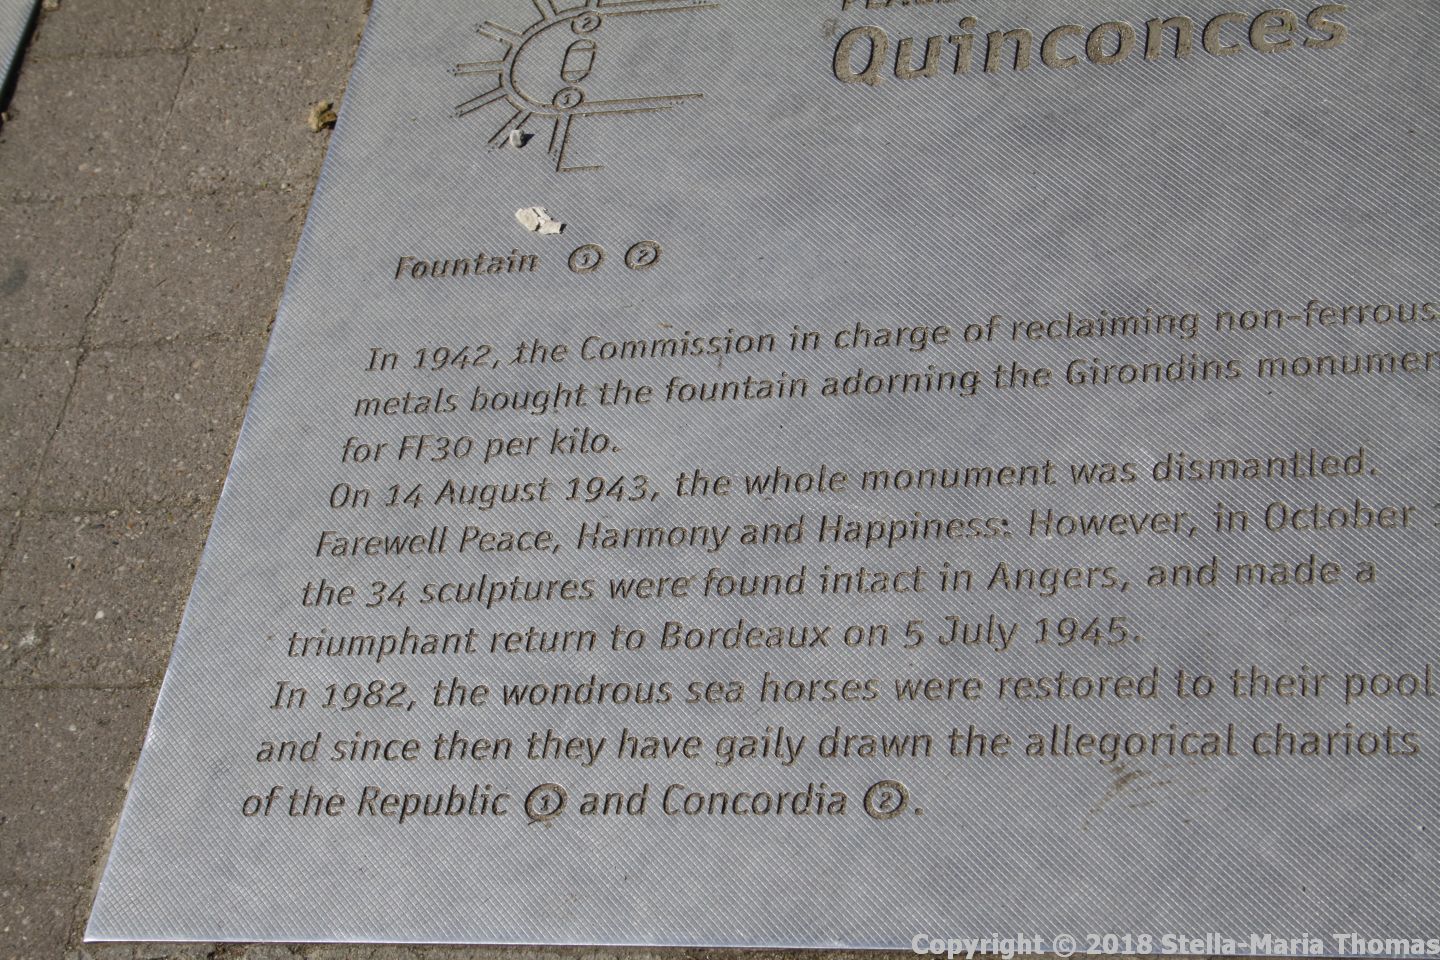 Quinconces
2
1
Fountain 1 2
In 1942, the Commission in charge of reclaiming non-ferrous
metals bought the fountain adorning the Girondins
for FF30 per kilo.
On 14 August 1943, the whole monument was dismantled.
Farewell Peace, Harmony and Happiness: However, in October
the 34 sculptures were found intact in Angers, and made a
triumphant return to Bordeaux on 5 July 1945.
In 1982, the wondrous sea horses were restored to their pool
and since then they have gaily drawn the allegorical chariots
of the Republic 1 and Concordia 2.
Copyright © 2018 Stella-Maria Thomas